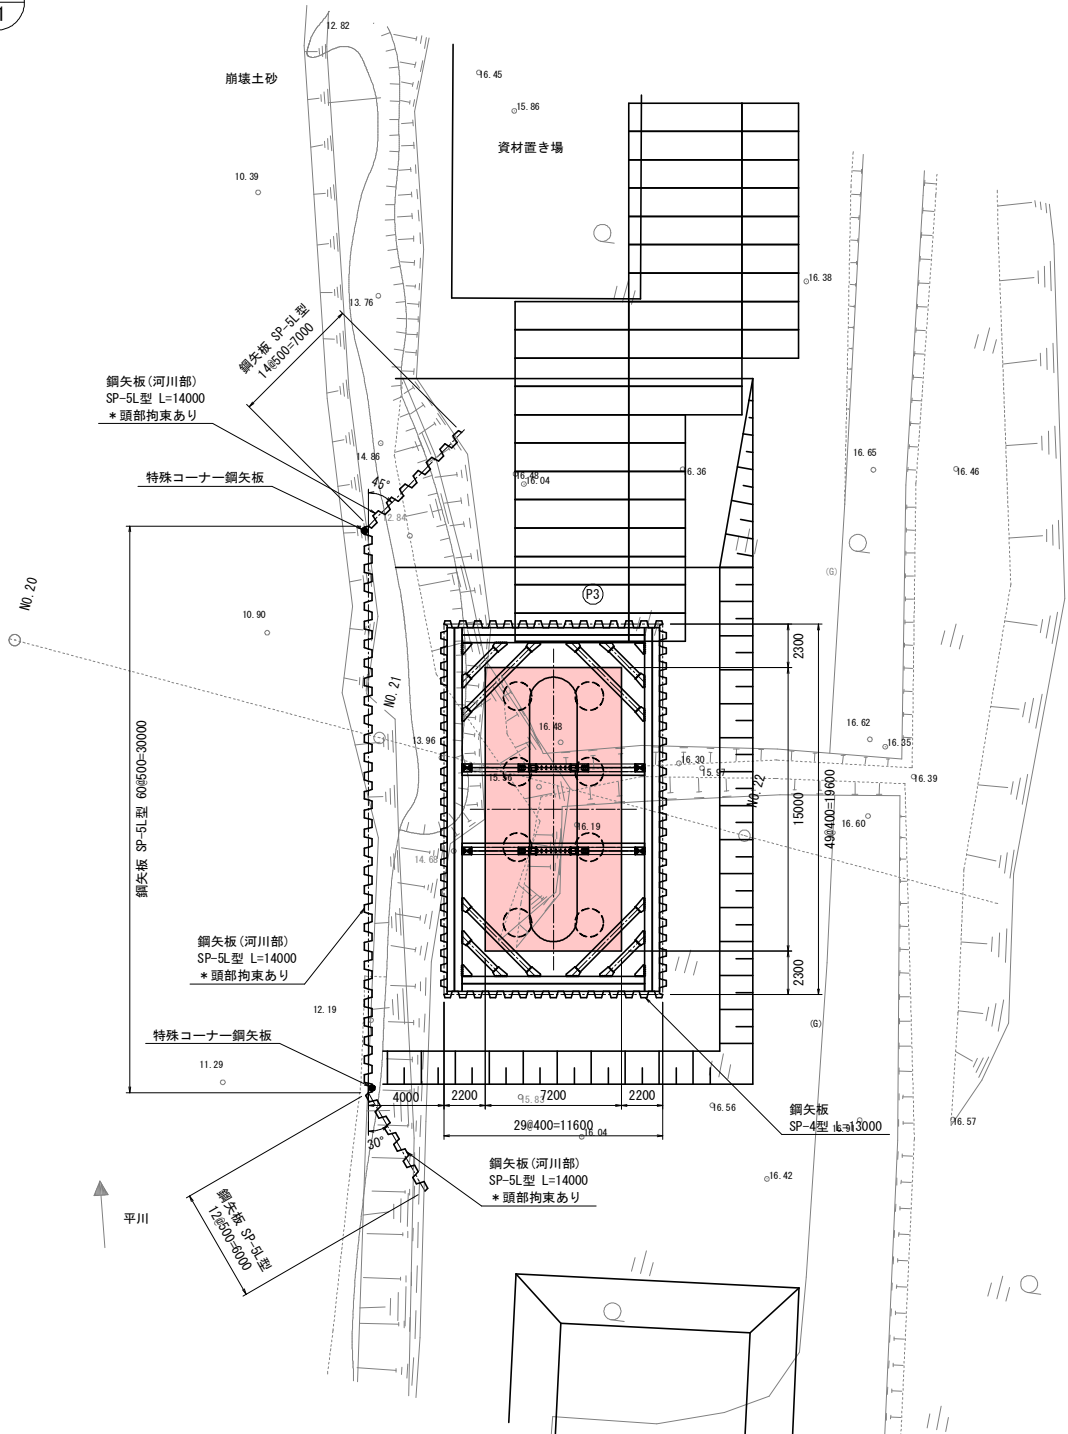 1
12.82
崩壊土砂
16.45
15.86
資材置き場
10.39
16.38
13.76
鋼矢板 SP-5L型
14@500=7000
鋼矢板(河川部)
SP-5L型 L=14000
*頭部拘束あり
14.86
特殊コーナー鋼矢板
45°
12.84
16.48
16.04
6.36
16.65
16.46
(G)
NO.20
10.90
P3
2300
NO.21
13.96
16.48
16.62
16.35
16.30
15.97
16.39
NO.22
15000
49@400=19600
16.19
16.60
14.68
鋼矢板 SP-5L型 60@500=30000
鋼矢板(河川部)
SP-5L型 L=14000
*頭部拘束あり
2300
12.19
(G)
特殊コーナー鋼矢板
11.29
4000
2200
7200
2200
15.83
16.56
29@400=11600
16.04
鋼矢板
SP-4型 L=13000
16.57
30°
鋼矢板(河川部)
SP-5L型 L=14000
*頭部拘束あり
16.42
鋼矢板 SP-5L型
12@500=6000
平川